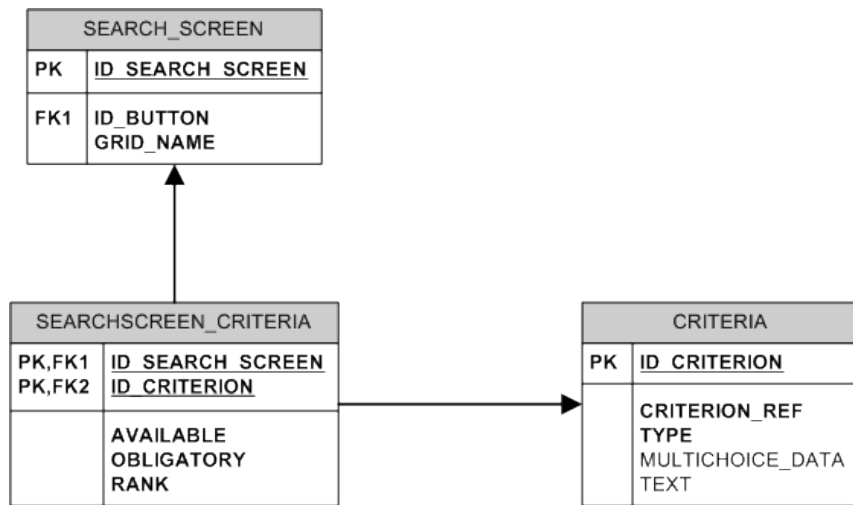 SEARCH_SCREEN
PK ID_SEARCH_SCREEN
FK1 ID_BUTTON
GRID_NAME
SEARCHSCREEN_CRITERIA
PK,FK1 ID_SEARCH_SCREEN
PK,FK2 ID_CRITERION
AVAILABLE
OBLIGATORY
RANK
CRITERIA
PK ID_CRITERION
CRITERION_REF
TYPE
MULTICHOICE_DATA
TEXT